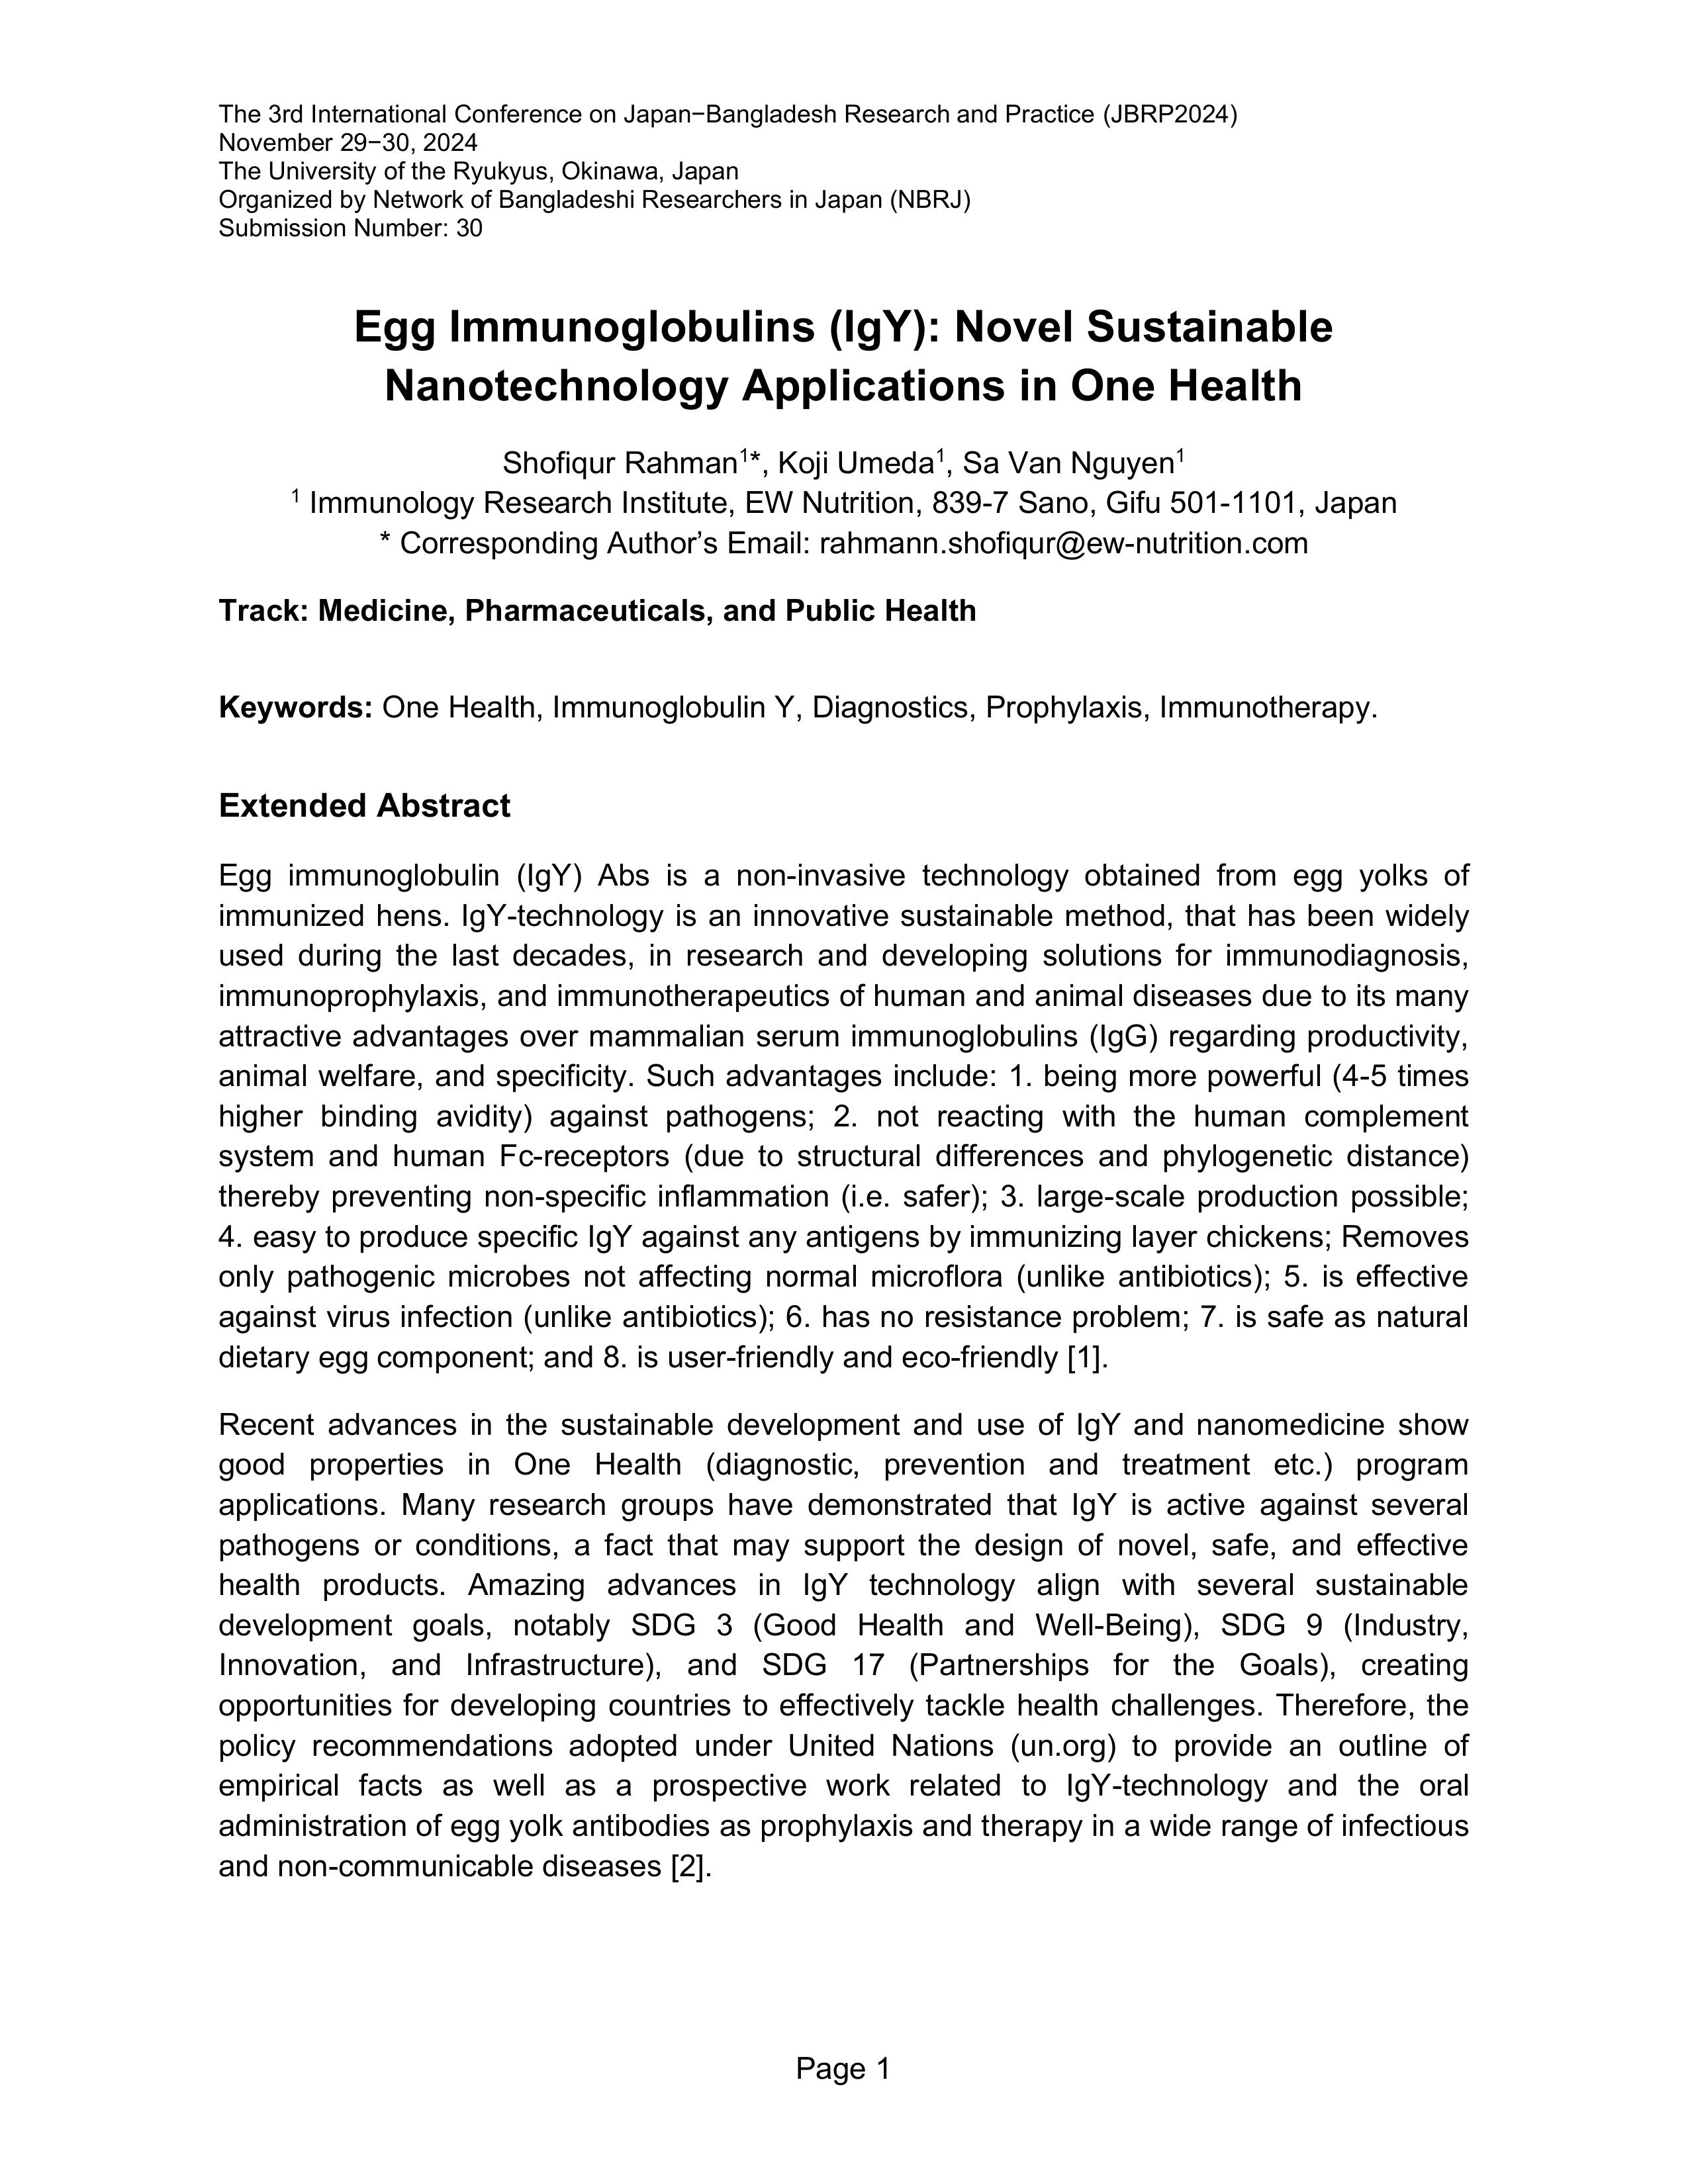 The 3rd International Conference on Japan−Bangladesh Research and Practice (JBRP2024)
November 29−30, 2024
The University of the Ryukyus, Okinawa, Japan
Organized by Network of Bangladeshi Researchers in Japan (NBRJ)
Submission Number: 30
Egg Immunoglobulins (IgY): Novel Sustainable
Nanotechnology Applications in One Health
Shofiqur Rahman¹*, Koji Umeda¹, Sa Van Nguyen¹
¹ Immunology Research Institute, EW Nutrition, 839-7 Sano, Gifu 501-1101, Japan
* Corresponding Author’s Email: rahmann.shofiqur@ew-nutrition.com
Track: Medicine, Pharmaceuticals, and Public Health
Keywords: One Health, Immunoglobulin Y, Diagnostics, Prophylaxis, Immunotherapy.
Extended Abstract
Egg immunoglobulin (IgY) Abs is a non-invasive technology obtained from egg yolks of
immunized hens. IgY-technology is an innovative sustainable method, that has been widely
used during the last decades, in research and developing solutions for immunodiagnosis,
immunoprophylaxis, and immunotherapeutics of human and animal diseases due to its many
attractive advantages over mammalian serum immunoglobulins (IgG) regarding productivity,
animal welfare, and specificity. Such advantages include: 1. being more powerful (4-5 times
higher binding avidity) against pathogens; 2. not reacting with the human complement
system and human Fc-receptors (due to structural differences and phylogenetic distance)
thereby preventing non-specific inflammation (i.e. safer); 3. large-scale production possible;
4. easy to produce specific IgY against any antigens by immunizing layer chickens; Removes
only pathogenic microbes not affecting normal microflora (unlike antibiotics); 5. is effective
against virus infection (unlike antibiotics); 6. has no resistance problem; 7. is safe as natural
dietary egg component; and 8. is user-friendly and eco-friendly [1].
Recent advances in the sustainable development and use of IgY and nanomedicine show
good properties in One Health (diagnostic, prevention and treatment etc.) program
applications. Many research groups have demonstrated that IgY is active against several
pathogens or conditions, a fact that may support the design of novel, safe, and effective
health products. Amazing advances in IgY technology align with several sustainable
development goals, notably SDG 3 (Good Health and Well-Being), SDG 9 (Industry,
Innovation, and Infrastructure), and SDG 17 (Partnerships for the Goals), creating
opportunities for developing countries to effectively tackle health challenges. Therefore, the
policy recommendations adopted under United Nations (un.org) to provide an outline of
empirical facts as well as a prospective work related to IgY-technology and the oral
administration of egg yolk antibodies as prophylaxis and therapy in a wide range of infectious
and non-communicable diseases [2].
Page 1